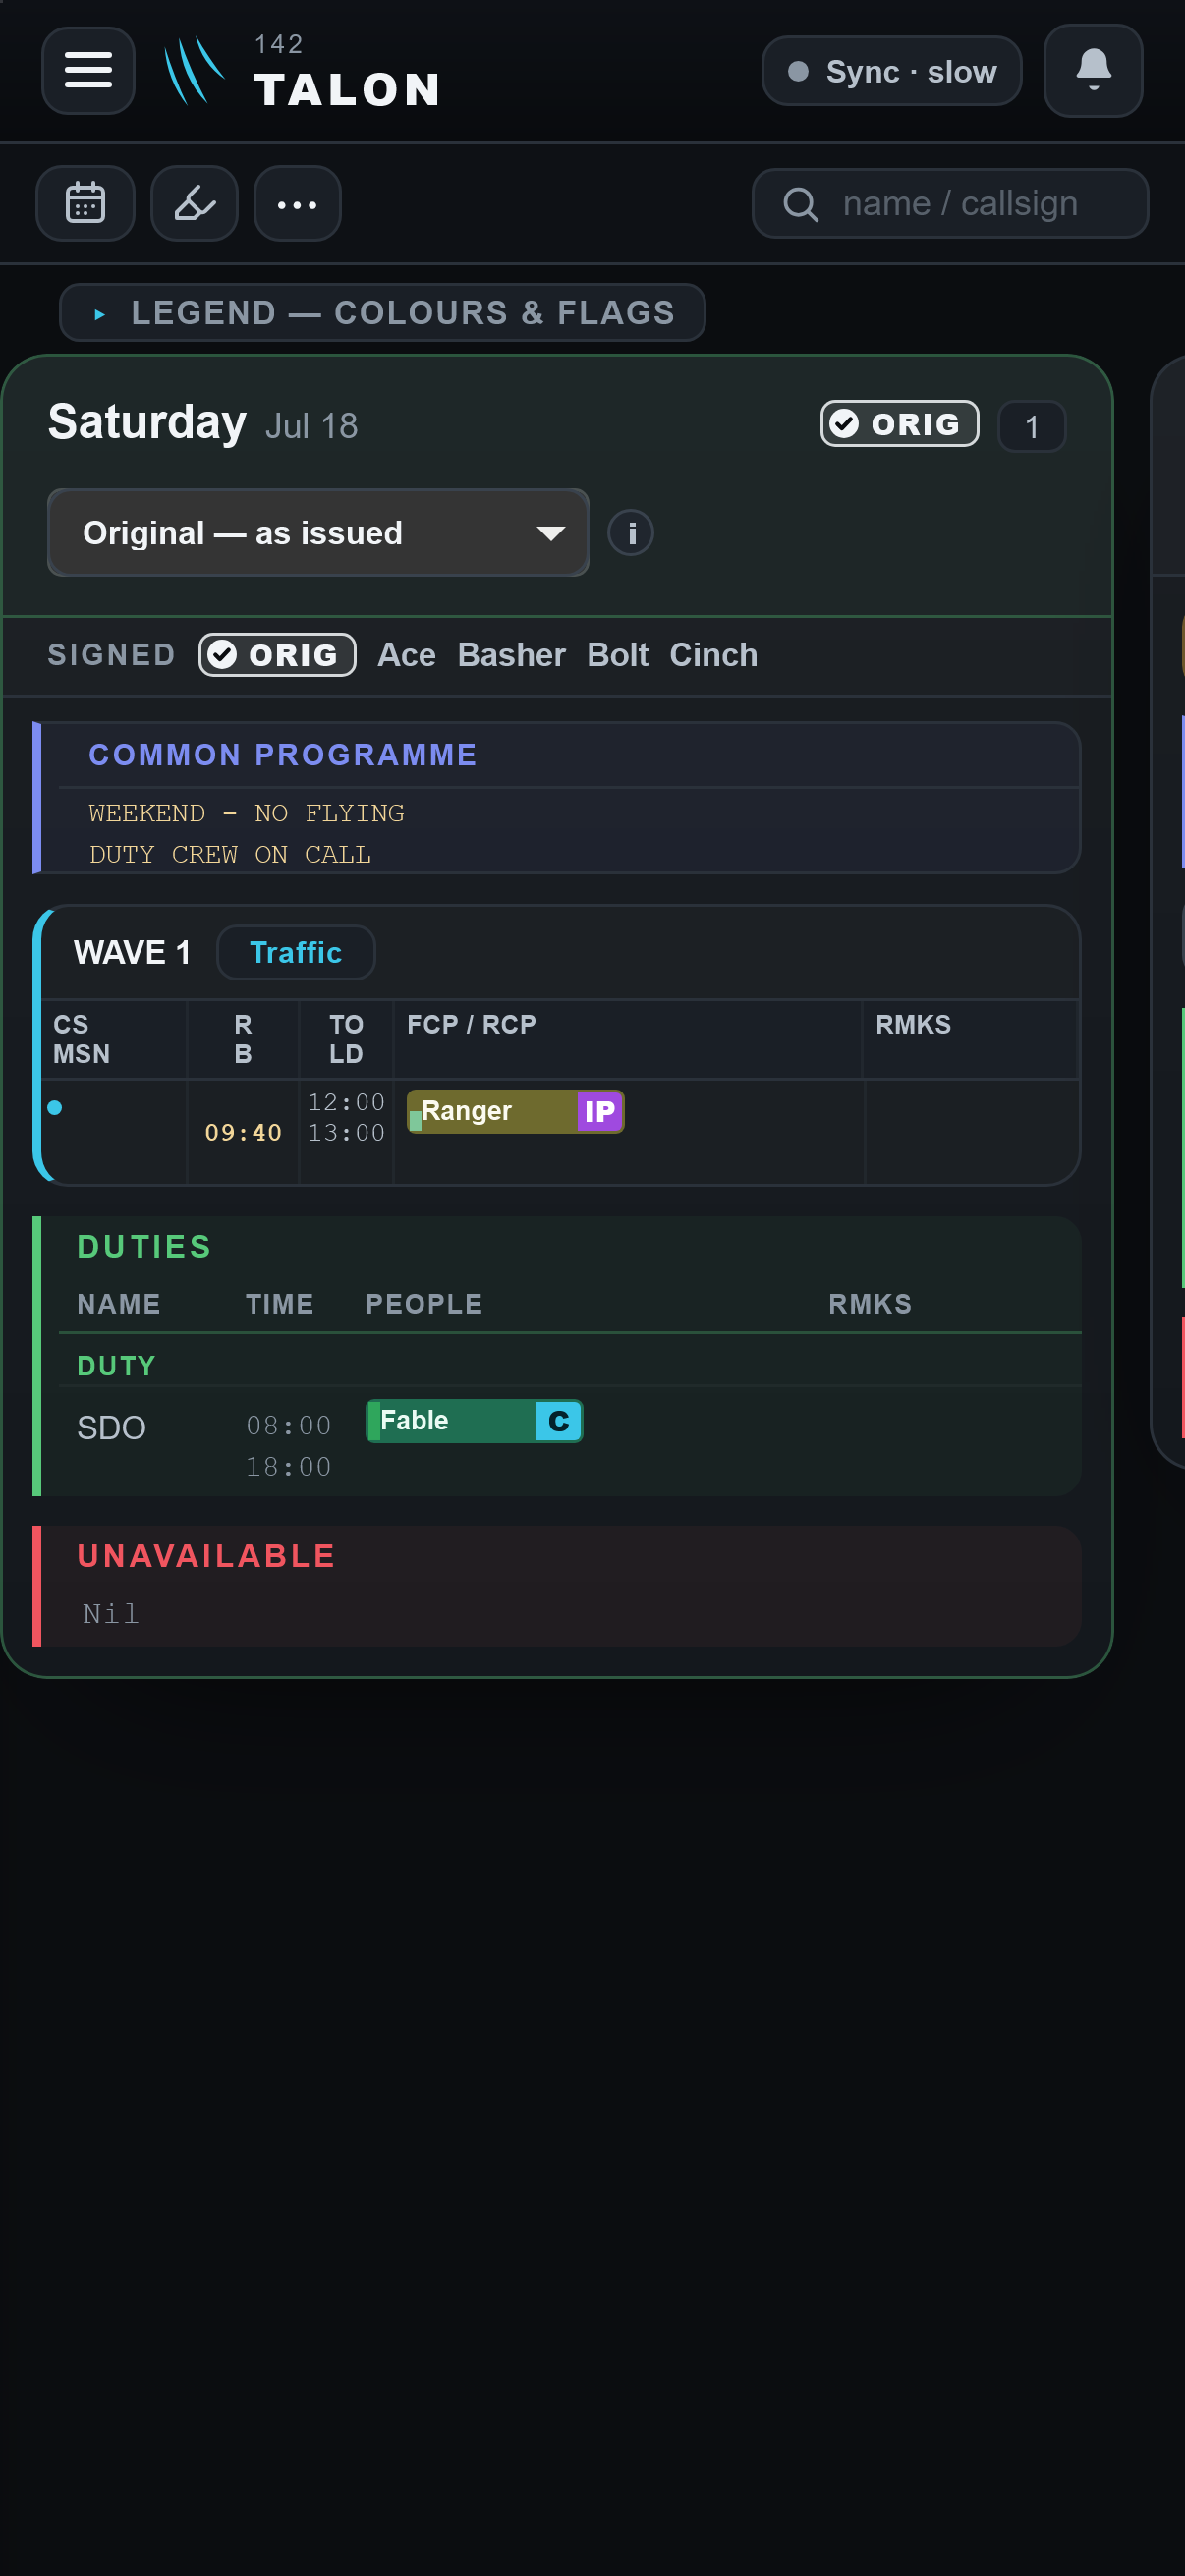 142
TALON
Sync · slow
name / callsign
▸ LEGEND — COLOURS & FLAGS
Saturday Jul 18
ORIG 1
Original — as issued
i
SIGNED ORIG Ace Basher Bolt Cinch
COMMON PROGRAMME
WEEKEND – NO FLYING
DUTY CREW ON CALL
WAVE 1 Traffic
CS R TO FCP / RCP RMKS
MSN B LD
12:00 Ranger IP
09:40 13:00
DUTIES
NAME TIME PEOPLE RMKS
DUTY
SDO 08:00 Fable C
18:00
UNAVAILABLE
Nil